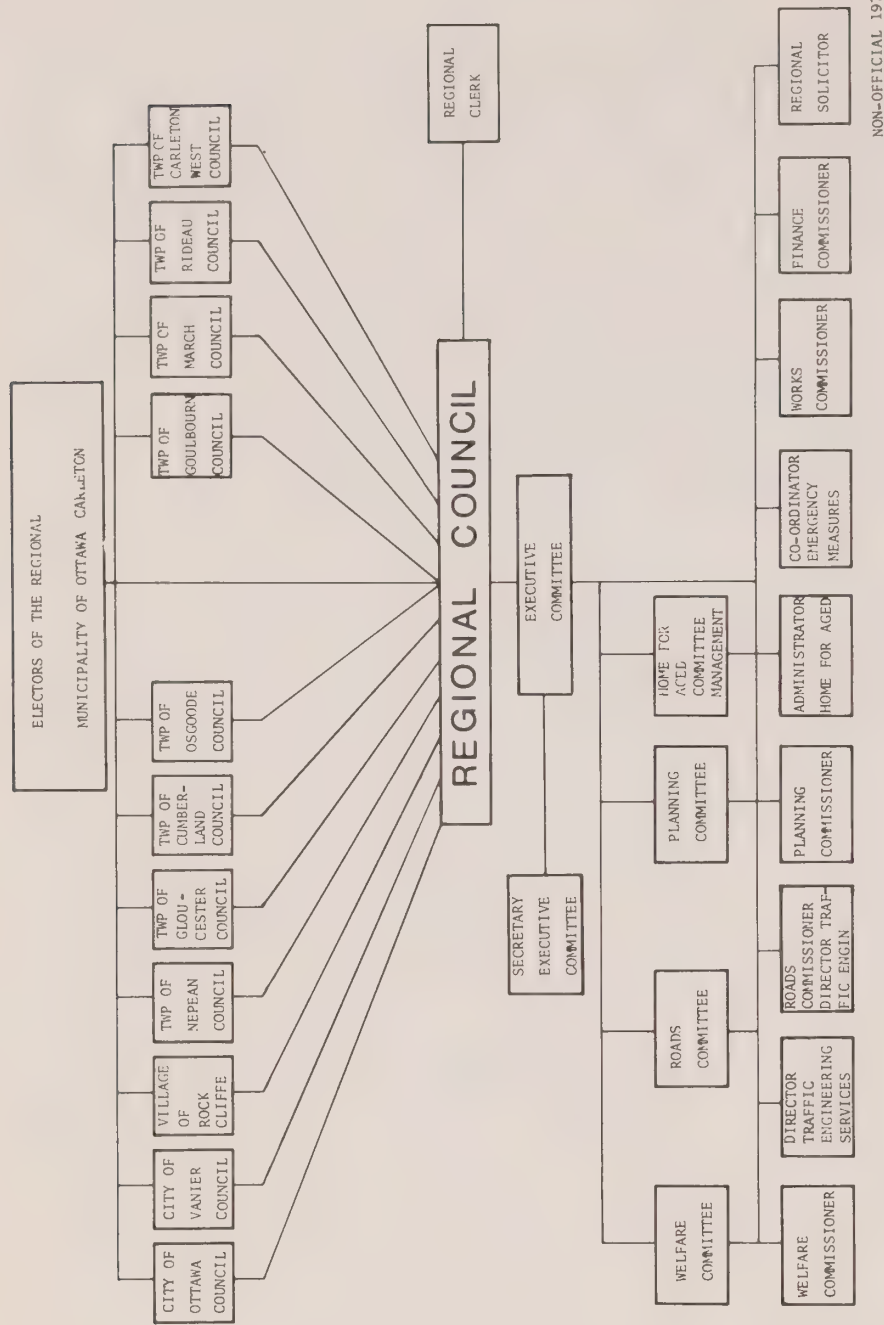 ELECTORS OF THE REGIONAL
MUNICIPALITY OF OTTAWA CARLETON
CITY OF
OTTAWA
COUNCIL
CITY OF
VANIER
COUNCIL
VILLAGE
OF
ROCK
CLIFFE
TWP OF
NEPEAN
COUNCIL
TWP OF
GLOU-
CESTER
COUNCIL
TWP OF
CUMBER-
LAND
COUNCIL
TWP OF
OSGOODE
COUNCIL
TWP OF
GOULBOURN
COUNCIL
TWP OF
MARCH
COUNCIL
TWP OF
RIDEAU
COUNCIL
TWP OF
CARLETON
WEST
COUNCIL
REGIONAL COUNCIL
REGIONAL
CLERK
EXECUTIVE
COMMITTEE
SECRETARY
EXECUTIVE
COMMITTEE
WELFARE
COMMITTEE
ROADS
COMMITTEE
PLANNING
COMMITTEE
HOME FOR
AGED
COMMITTEE
MANAGEMENT
WELFARE
COMMISSIONER
DIRECTOR
TRAFFIC
ENGINEERING
SERVICES
ROADS
COMMISSIONER
DIRECTOR TRAF-
FIC ENGIN
PLANNING
COMMISSIONER
ADMINISTRATOR
HOME FOR AGED
CO-ORDINATOR
EMERGENCY
MEASURES
WORKS
COMMISSIONER
FINANCE
COMMISSIONER
REGIONAL
SOLICITOR
NON-OFFICIAL